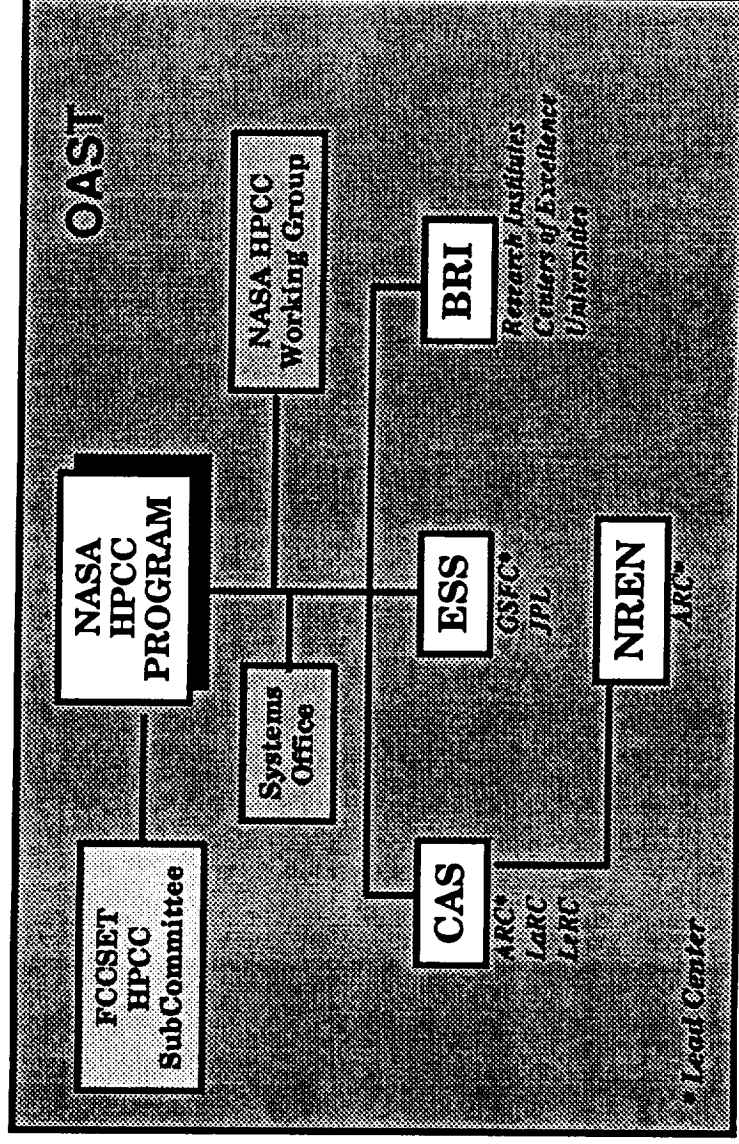 OAST
NASA
HPCC
PROGRAM
FCCSET
HPCC
SubCommittee
NASA HPCC
Working Group
Systems
Office
CAS
ARC*
LaRC
LeRC
ESS
GSFC*
JPL
BRI
Research Institutes
Centers of Excellence
Universities
NREN
ARC*
*Lead Center